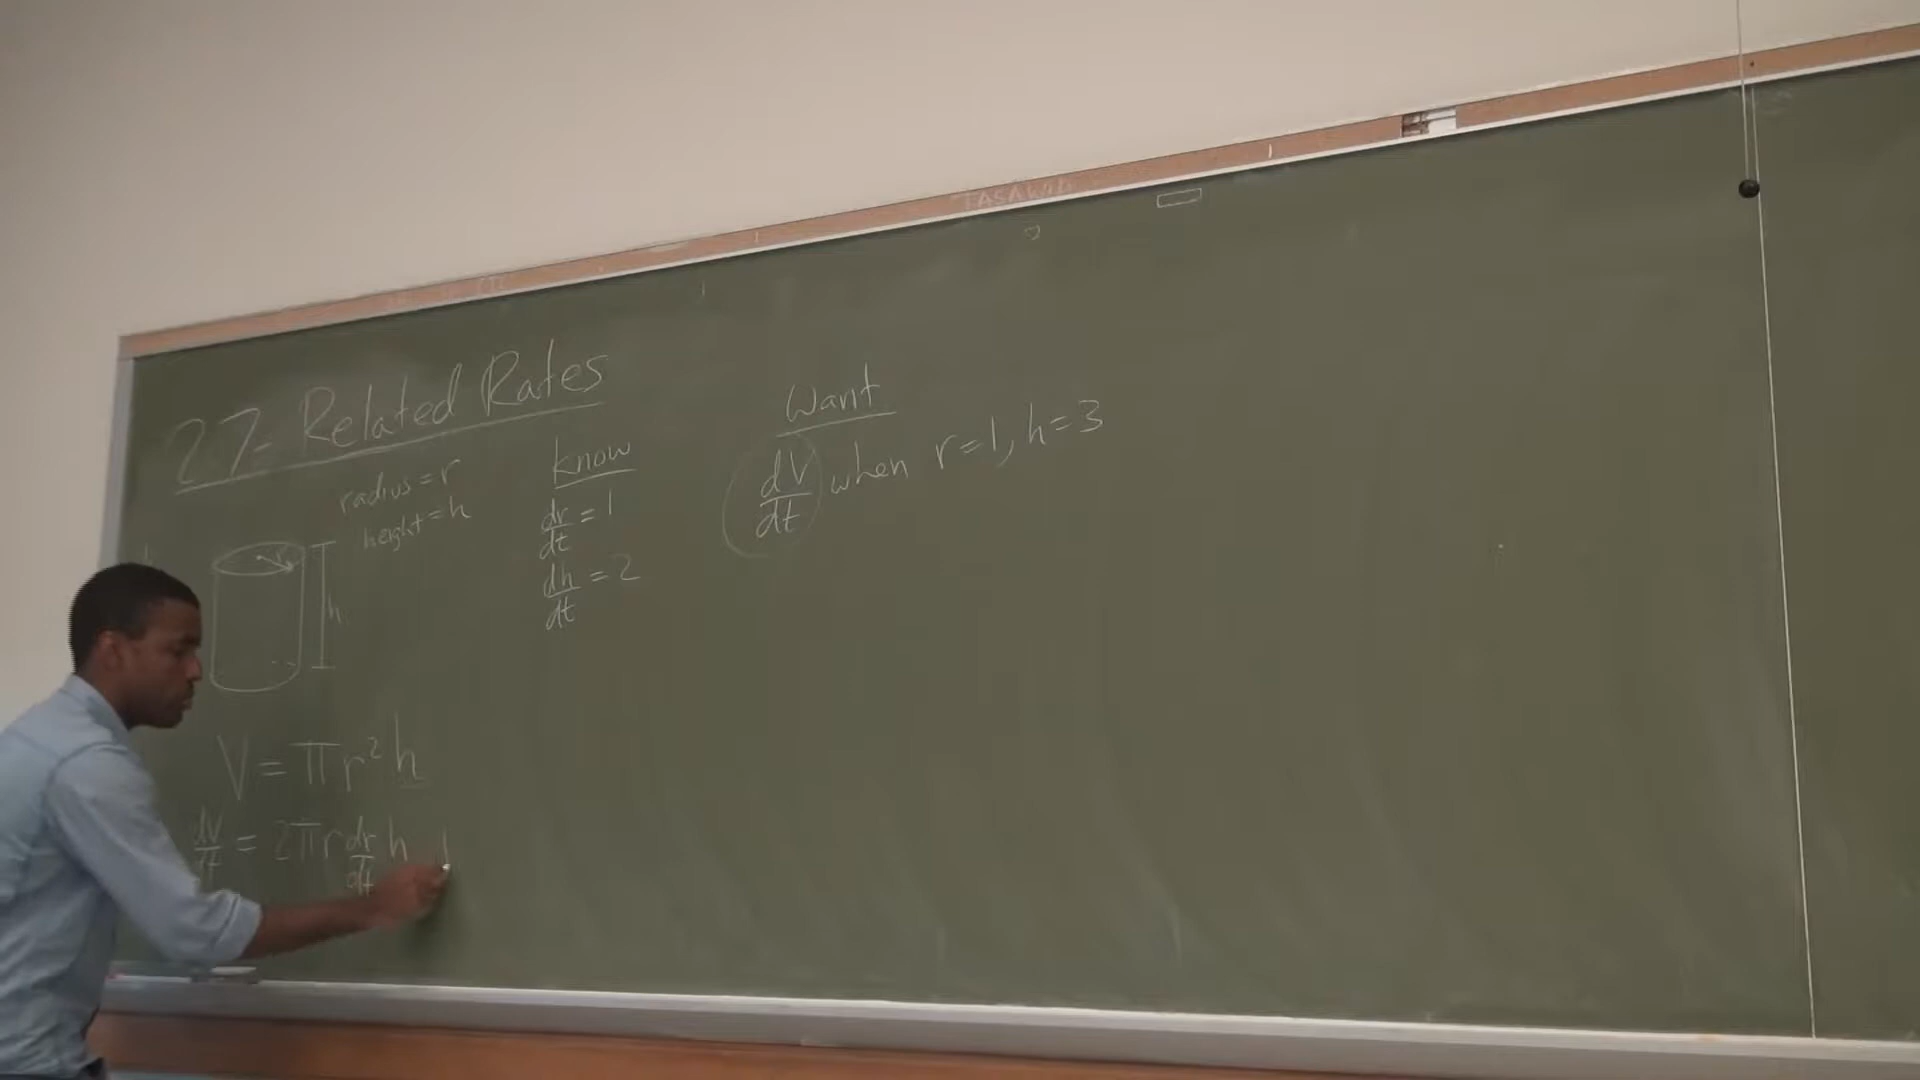 27- Related Rates
radius = r
height = h
r
h
know
dr/dt = 1
dh/dt = 2
Want
dV/dt when r=1, h=3
V = πr²h
dV/dt = 2πr dr/dt h